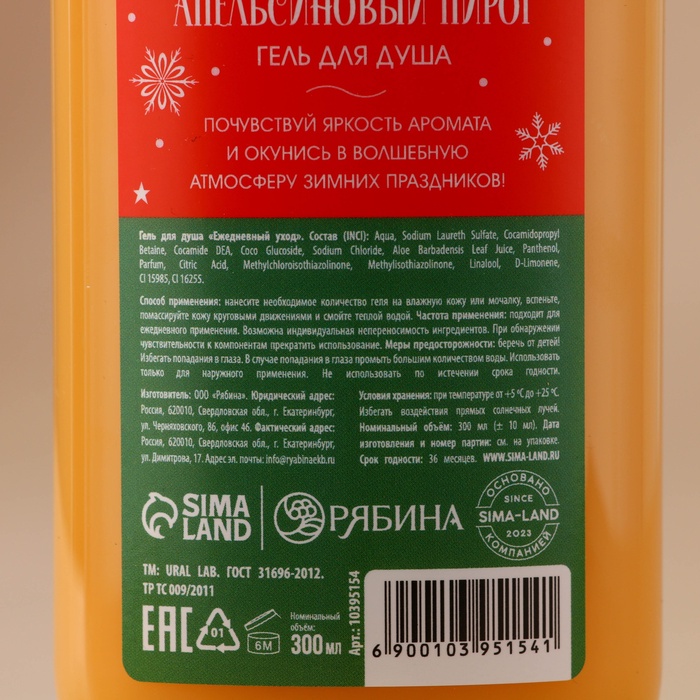 АПЕЛЬСИНОВЫЙ ПИРОГ
ГЕЛЬ ДЛЯ ДУША
ПОЧУВСТВУЙ ЯРКОСТЬ АРОМАТА
И ОКУНИСЬ В ВОЛШЕБНУЮ
АТМОСФЕРУ ЗИМНИХ ПРАЗДНИКОВ!
Гель для душа «Ежедневный уход». Состав (INCI): Aqua, Sodium Laureth Sulfate, Cocamidopropyl
Betaine, Cocamide DEA, Coco Glucoside, Sodium Chloride, Aloe Barbadensis Leaf Juice, Panthenol,
Parfum, Citric Acid, Methylchloroisothiazolinone, Methylisothiazolinone, Linalool, D-Limonene,
CI 15985, CI 16255.
Способ применения: нанесите необходимое количество геля на влажную кожу или мочалку, вспеньте,
помассируйте кожу круговыми движениями и смойте теплой водой. Частота применения: подходит для
ежедневного применения. Возможна индивидуальная непереносимость ингредиентов. При обнаружении
чувствительности к компонентам прекратить использование. Меры предосторожности: беречь от детей!
Избегать попадания в глаза. В случае попадания в глаза промыть большим количеством воды. Использовать
только для наружного применения. Не использовать по истечении срока годности.
Изготовитель: ООО «Рябина». Юридический адрес:
Россия, 620010, Свердловская обл., г. Екатеринбург,
ул. Черняховского, 86, офис 46. Фактический адрес:
Россия, 620010, Свердловская обл., г. Екатеринбург,
ул. Димитрова, 17. Адрес эл. почты: info@ryabinaekb.ru
Условия хранения: при температуре от +5 ºC до +25 ºC.
Избегать воздействия прямых солнечных лучей.
Номинальный объём: 300 мл (± 10 мл). Дата
изготовления и номер партии: см. на упаковке.
Срок годности: 36 месяцев. WWW.SIMA-LAND.RU
SIMA
LAND
РЯБИНА
ОСНОВАНО
SINCE
SIMA-LAND
2023
КОМПАНИЕЙ
TM: URAL LAB. ГОСТ 31696-2012.
ТР ТС 009/2011
EAC
01
6M
Номинальный
объём:
300 мл
Арт.: 10395154
6 900103 951541